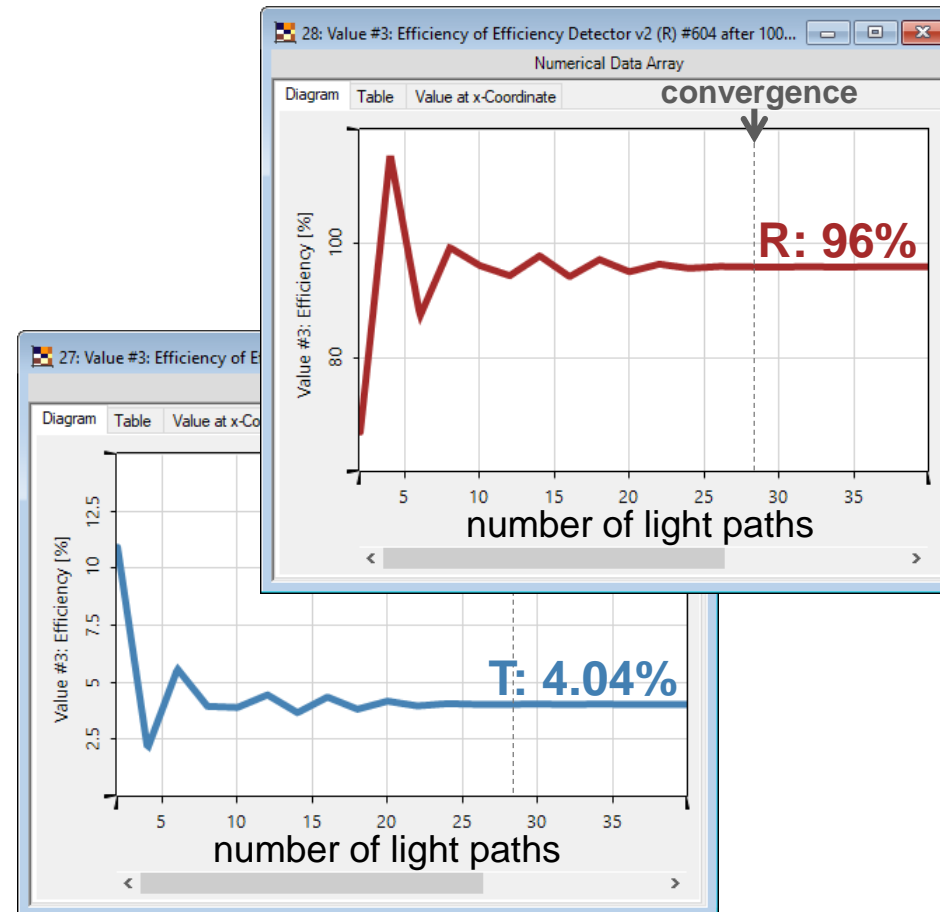 28: Value #3: Efficiency of Efficiency Detector v2 (R) #604 after 100...
Numerical Data Array
Diagram Table Value at x-Coordinate
convergence
Value #3: Efficiency [%]
100
80
R: 96%
5 10 15 20 25 30 35
number of light paths
27: Value #3: Efficiency of E
Diagram Table Value at x-Co
Value #3: Efficiency [%]
12.5
10
7.5
5
2.5
T: 4.04%
5 10 15 20 25 30 35
number of light paths